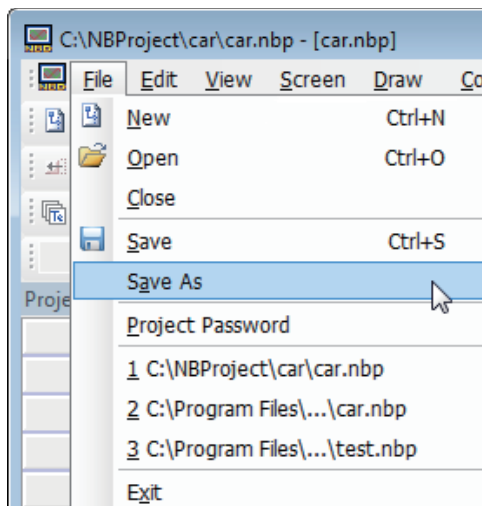 C:\NBProject\car\car.nbp - [car.nbp]
File Edit View Screen Draw Co
New Ctrl+N
Open Ctrl+O
Close
Save Ctrl+S
Save As
Proje
Project Password
1 C:\NBProject\car\car.nbp
2 C:\Program Files\...\car.nbp
3 C:\Program Files\...\test.nbp
Exit